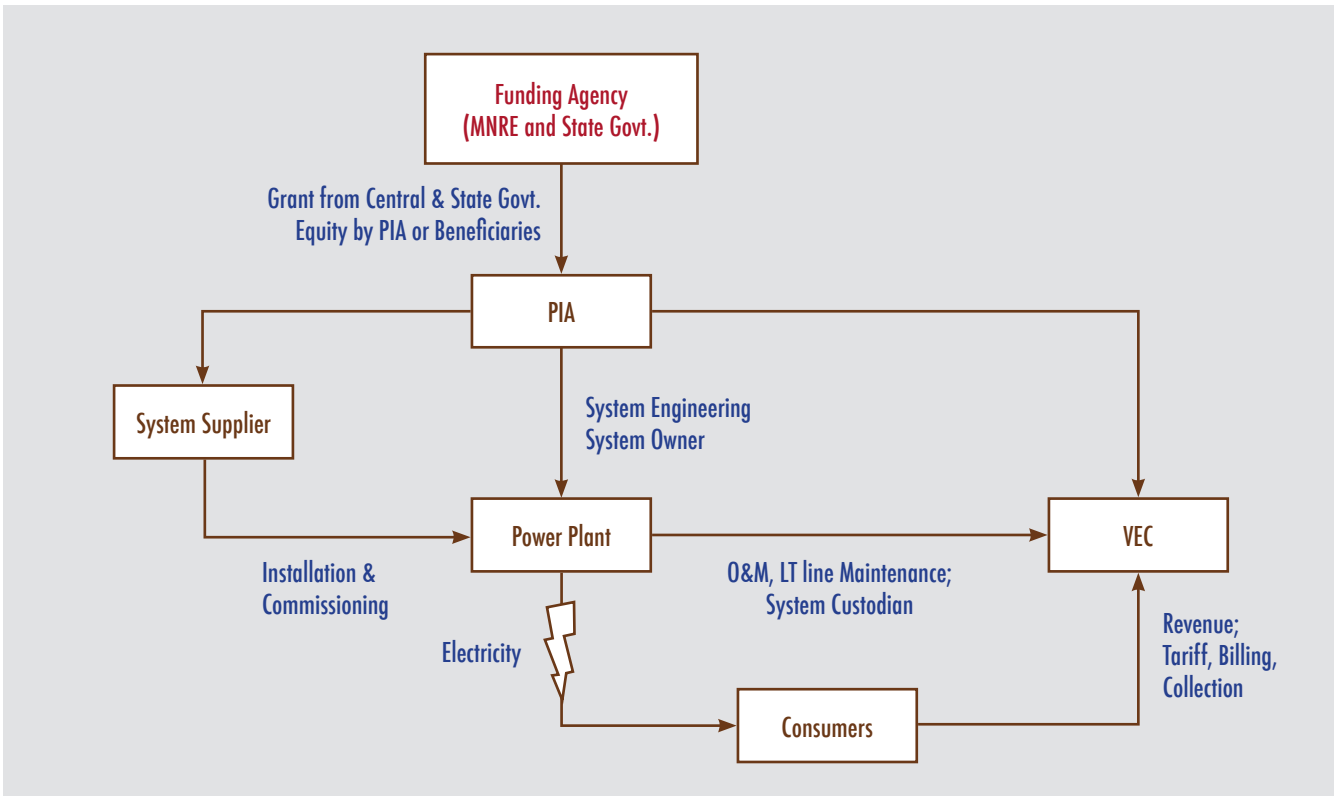 Funding Agency
(MNRE and State Govt.)
Grant from Central & State Govt.
Equity by PIA or Beneficiaries
PIA
System Supplier
System Engineering
System Owner
Power Plant
VEC
Installation &
Commissioning
O&M, LT line Maintenance;
System Custodian
Electricity
Revenue;
Tariff, Billing,
Collection
Consumers